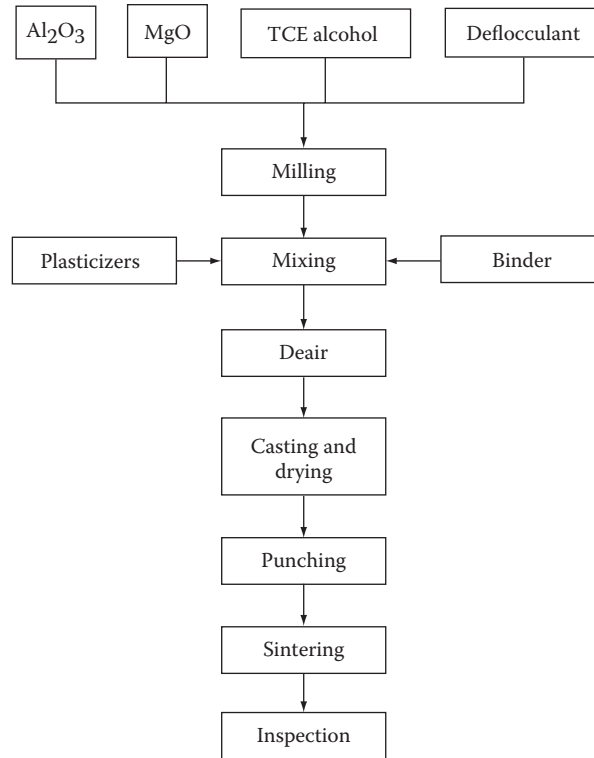 Al₂O₃
MgO
TCE alcohol
Deflocculant
Milling
Plasticizers
Mixing
Binder
Deair
Casting and
drying
Punching
Sintering
Inspection